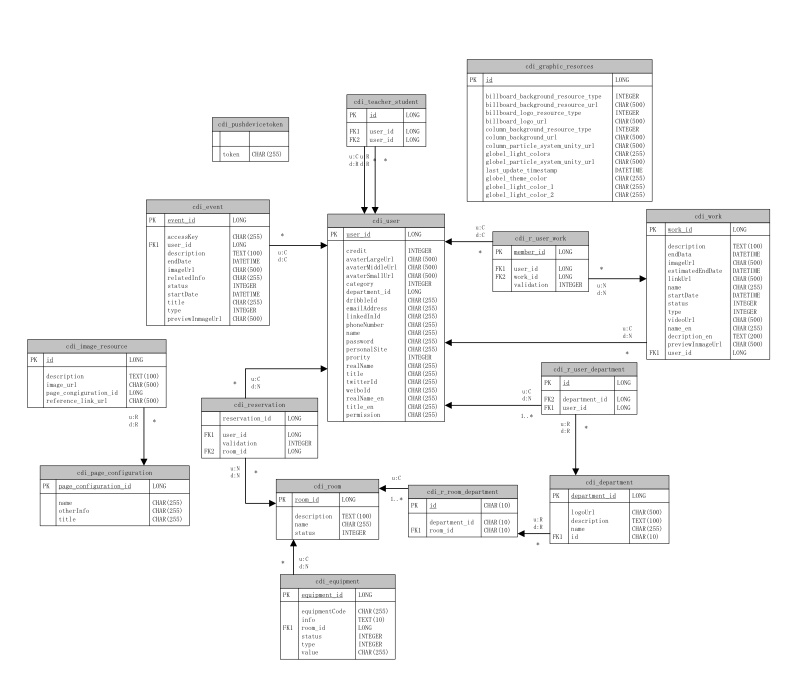 cdi_graphic_resorces
PK id LONG
billboard_background_resource_type INTEGER
billboard_background_resource_url CHAR(500)
billboard_logo_resource_type INTEGER
billboard_logo_url CHAR(500)
column_background_resource_type INTEGER
column_background_url CHAR(500)
column_particle_system_unity_url CHAR(500)
globel_light_colors CHAR(255)
globel_particle_system_unity_url CHAR(500)
last_update_timestamp DATETIME
globel_theme_color CHAR(255)
globel_light_color_1 CHAR(255)
globel_light_color_2 CHAR(255)
cdi_teacher_student
PK id LONG
FK1 user_id LONG
FK2 user_id LONG
cdi_pushdevicetoken
token CHAR(255)
u:C u:R
d:N d:R
* *
cdi_event
PK event_id LONG
accessKey CHAR(255)
FK1 user_id LONG
description TEXT(100)
endDate DATETIME
imageUrl CHAR(500)
relatedInfo CHAR(255)
status INTEGER
startDate DATETIME
title CHAR(255)
type INTEGER
previewInmageUrl CHAR(500)
*
u:C
d:C
cdi_user
PK user_id LONG
credit INTEGER
avaterLargeUrl CHAR(500)
avaterMiddleUrl CHAR(500)
avaterSmallUrl CHAR(500)
category INTEGER
department_id LONG
dribbleId CHAR(255)
emailAddress CHAR(255)
linkedInId CHAR(255)
phoneNumber CHAR(255)
name CHAR(255)
password CHAR(255)
personalSite CHAR(255)
prority INTEGER
realName CHAR(255)
title CHAR(255)
twitterId CHAR(255)
weiboId CHAR(255)
realName_en CHAR(255)
title_en CHAR(255)
permission CHAR(255)
u:C
d:C
*
cdi_r_user_work
PK member_id LONG
FK1 user_id LONG
FK2 work_id LONG
validation INTEGER
*
u:N
d:N
cdi_work
PK work_id LONG
description TEXT(100)
endData DATETIME
imageUrl CHAR(500)
estimatedEndDate DATETIME
linkUrl CHAR(500)
name CHAR(255)
startDate DATETIME
status INTEGER
type INTEGER
videoUrl CHAR(500)
name_en CHAR(255)
decription_en TEXT(200)
previewInmageUrl CHAR(500)
FK1 user_id LONG
u:C
d:N
*
cdi_image_resource
PK id LONG
description TEXT(100)
image_url CHAR(500)
page_congiguration_id LONG
reference_link_url CHAR(500)
u:R
d:R
*
* u:C
d:N
cdi_reservation
reservation_id LONG
FK1 user_id LONG
validation INTEGER
FK2 room_id LONG
u:N
d:N
*
cdi_r_user_department
PK id LONG
FK2 department_id LONG
FK1 user_id LONG
u:C
d:N
1..*
u:R
d:R
*
cdi_page_configuration
PK page_configuration_id LONG
name CHAR(255)
otherInfo CHAR(255)
title CHAR(255)
cdi_room
PK room_id LONG
description TEXT(100)
name CHAR(255)
status INTEGER
u:C
1..*
cdi_r_room_department
PK id CHAR(10)
department_id CHAR(10)
FK1 room_id CHAR(10)
u:R
d:R
*
cdi_department
PK department_id LONG
logoUrl CHAR(500)
description TEXT(100)
name CHAR(255)
FK1 id CHAR(10)
* u:C
d:N
cdi_equipment
PK equipment_id LONG
equipmentCode CHAR(255)
info TEXT(10)
FK1 room_id LONG
status INTEGER
type INTEGER
value CHAR(255)